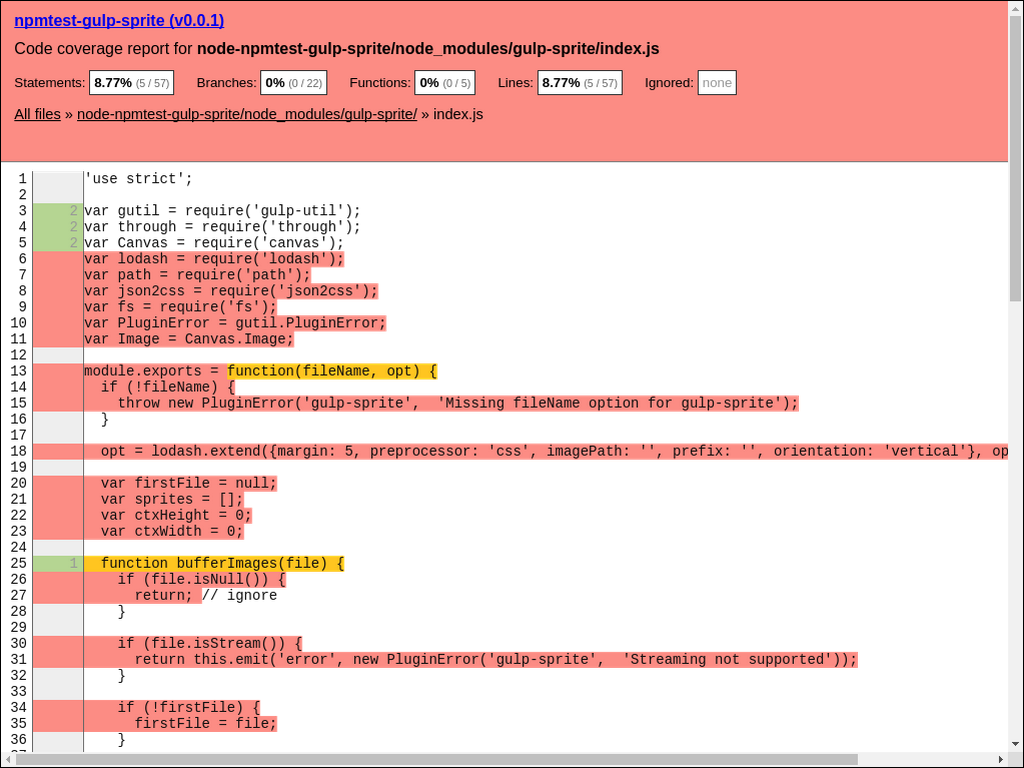 npmtest-gulp-sprite (v0.0.1)
Code coverage report for node-npmtest-gulp-sprite/node_modules/gulp-sprite/index.js
Statements: 8.77% (5 / 57) Branches: 0% (0 / 22) Functions: 0% (0 / 5) Lines: 8.77% (5 / 57) Ignored: none
All files » node-npmtest-gulp-sprite/node_modules/gulp-sprite/ » index.js
1 'use strict';
2
3 2 var gutil = require('gulp-util');
4 2 var through = require('through');
5 2 var Canvas = require('canvas');
6 var lodash = require('lodash');
7 var path = require('path');
8 var json2css = require('json2css');
9 var fs = require('fs');
10 var PluginError = gutil.PluginError;
11 var Image = Canvas.Image;
12
13 module.exports = function(fileName, opt) {
14 if (!fileName) {
15 throw new PluginError('gulp-sprite',  'Missing fileName option for gulp-sprite');
16 }
17
18 opt = lodash.extend({margin: 5, preprocessor: 'css', imagePath: '', prefix: '', orientation: 'vertical'}, op
19
20 var firstFile = null;
21 var sprites = [];
22 var ctxHeight = 0;
23 var ctxWidth = 0;
24
25 1 function bufferImages(file) {
26 if (file.isNull()) {
27 return; // ignore
28 }
29
30 if (file.isStream()) {
31 return this.emit('error', new PluginError('gulp-sprite',  'Streaming not supported'));
32 }
33
34 if (!firstFile) {
35 firstFile = file;
36 }